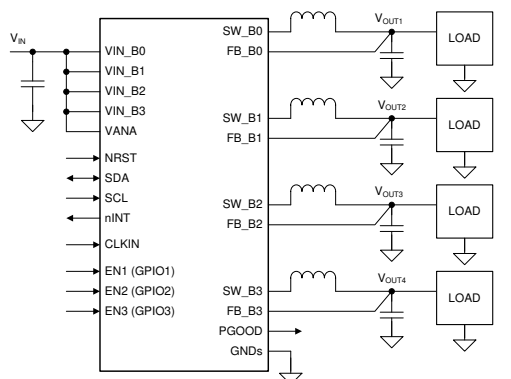 V_IN
VIN_B0
VIN_B1
VIN_B2
VIN_B3
VANA
NRST
SDA
SCL
nINT
CLKIN
EN1 (GPIO1)
EN2 (GPIO2)
EN3 (GPIO3)
SW_B0
FB_B0
SW_B1
FB_B1
SW_B2
FB_B2
SW_B3
FB_B3
PGOOD
GNDs
VOUT1
LOAD
VOUT2
LOAD
VOUT3
LOAD
VOUT4
LOAD